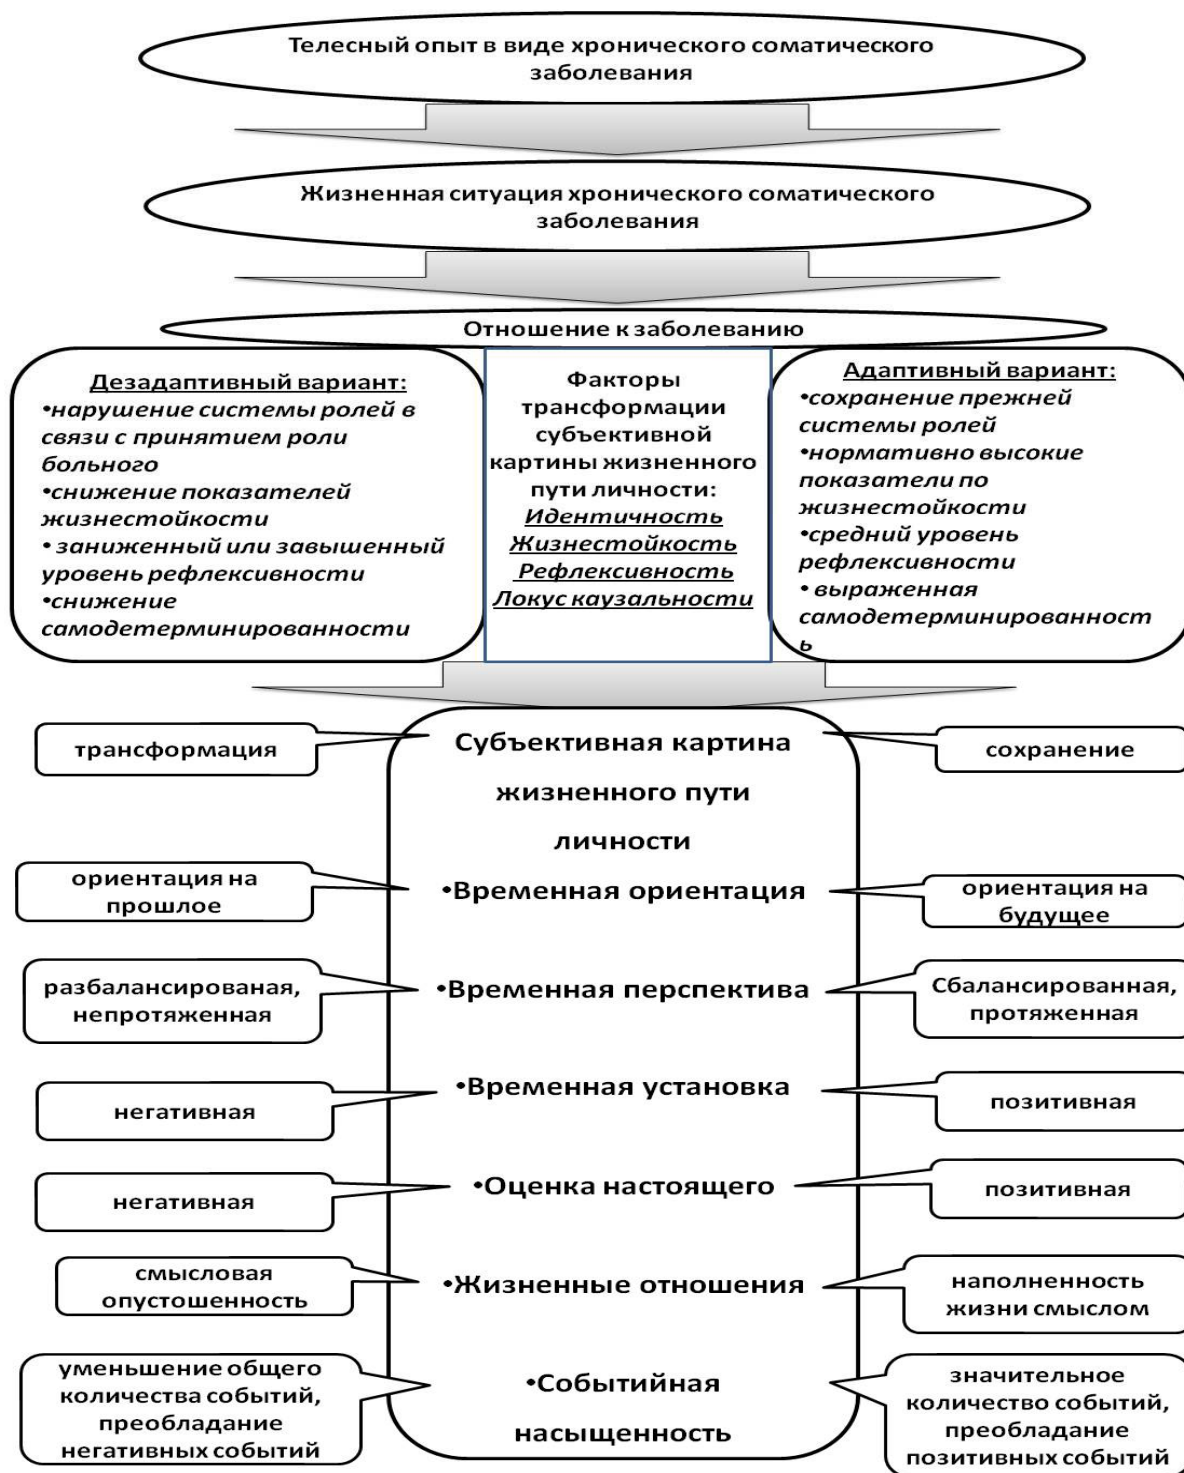 Телесный опыт в виде хронического соматического
заболевания
Жизненная ситуация хронического соматического
заболевания
Отношение к заболеванию
Дезадаптивный вариант:
•нарушение системы ролей в
связи с принятием роли
больного
•снижение показателей
жизнестойкости
• заниженный или завышенный
уровень рефлексивности
•снижение
самодетерминированности
Факторы
трансформации
субъективной
картины жизненного
пути личности:
Идентичность
Жизнестойкость
Рефлексивность
Локус каузальности
Адаптивный вариант:
•сохранение прежней
системы ролей
•нормативно высокие
показатели по
жизнестойкости
•средний уровень
рефлексивности
• выраженная
самодетерминированност
ь
трансформация
Субъективная картина
жизненного пути
личности
сохранение
ориентация на
прошлое
•Временная ориентация
ориентация на
будущее
разбалансированая,
непротяженная
•Временная перспектива
Сбалансированная,
протяженная
негативная
•Временная установка
позитивная
негативная
•Оценка настоящего
позитивная
смысловая
опустошенность
•Жизненные отношения
наполненность
жизни смыслом
уменьшение общего
количества событий,
преобладание
негативных событий
•Событийная
насыщенность
значительное
количество событий,
преобладание
позитивных событий